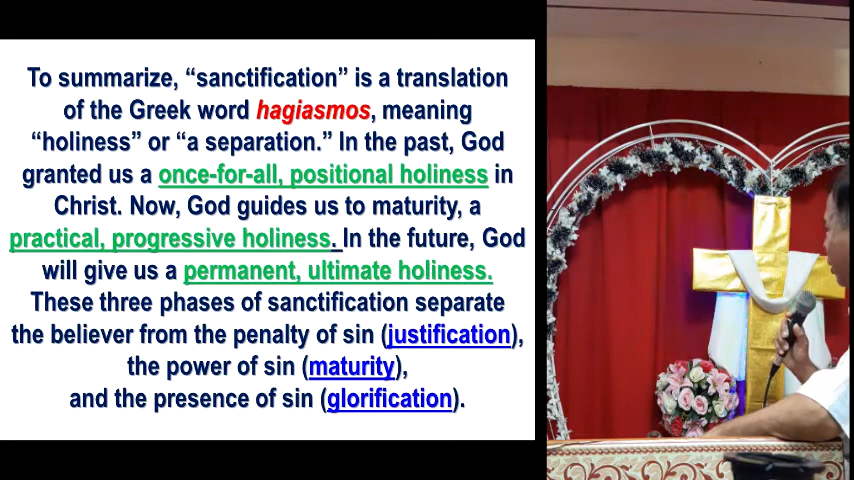 To summarize, “sanctification” is a translation
of the Greek word hagiasmos, meaning
“holiness” or “a separation.” In the past, God
granted us a once-for-all, positional holiness in
Christ. Now, God guides us to maturity, a
practical, progressive holiness. In the future, God
will give us a permanent, ultimate holiness.
These three phases of sanctification separate
the believer from the penalty of sin (justification),
the power of sin (maturity),
and the presence of sin (glorification).